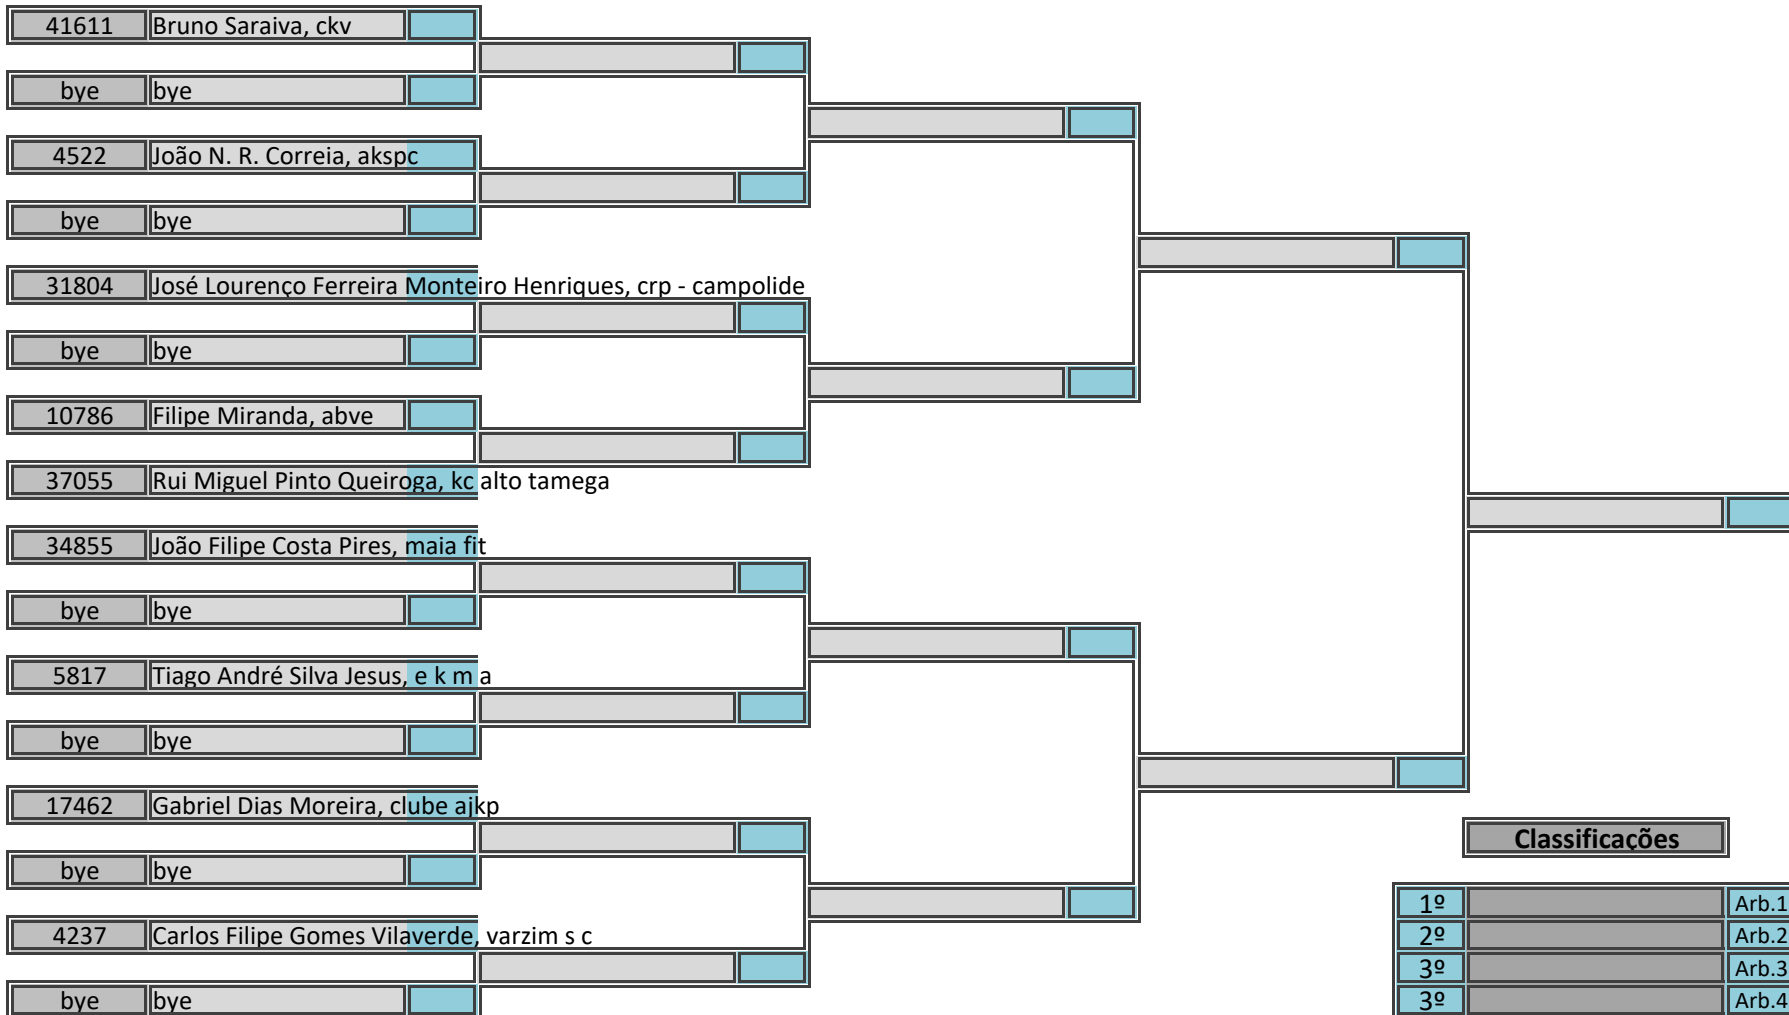 41611 Bruno Saraiva, ckv
bye bye
4522 João N. R. Correia, akspc
bye bye
31804 José Lourenço Ferreira Monteiro Henriques, crp - campolide
bye bye
10786 Filipe Miranda, abve
37055 Rui Miguel Pinto Queiroga, kc alto tamega
34855 João Filipe Costa Pires, maia fit
bye bye
5817 Tiago André Silva Jesus, e k m a
bye bye
17462 Gabriel Dias Moreira, clube ajkp
bye bye
4237 Carlos Filipe Gomes Vilaverde, varzim s c
bye bye
Classificações
1º Arb.1
2º Arb.2
3º Arb.3
3º Arb.4